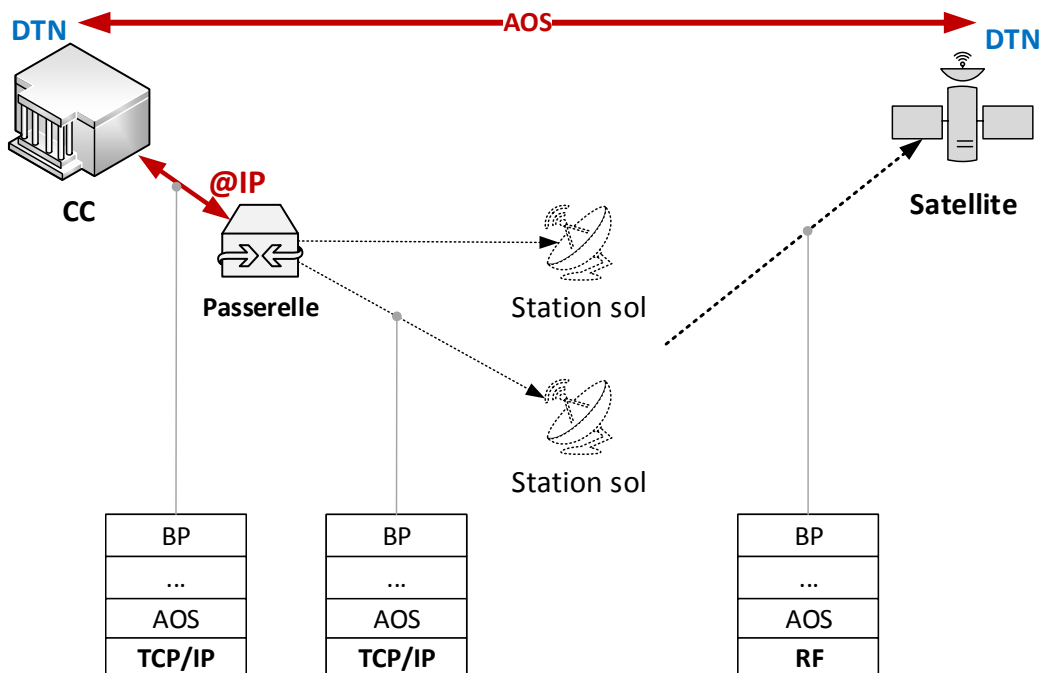 AOS
DTN
DTN
@IP
CC
Satellite
Passerelle
Station sol
Station sol
BP
...
AOS
TCP/IP
BP
...
AOS
TCP/IP
BP
...
AOS
RF